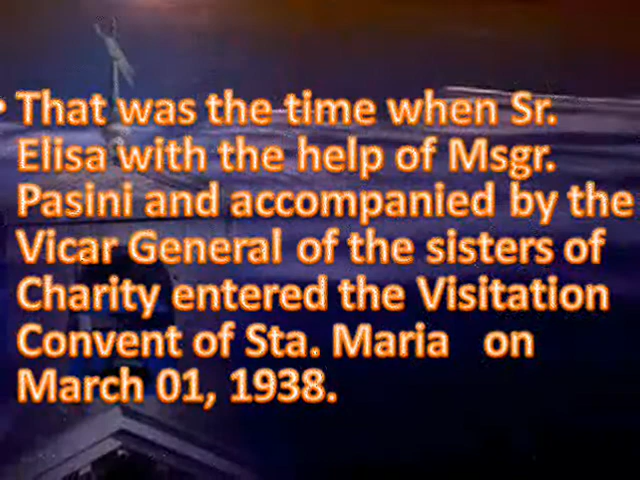 • That was the time when Sr.
Elisa with the help of Msgr.
Pasini and accompanied by the
Vicar General of the sisters of
Charity entered the Visitation
Convent of Sta. Maria on
March 01, 1938.